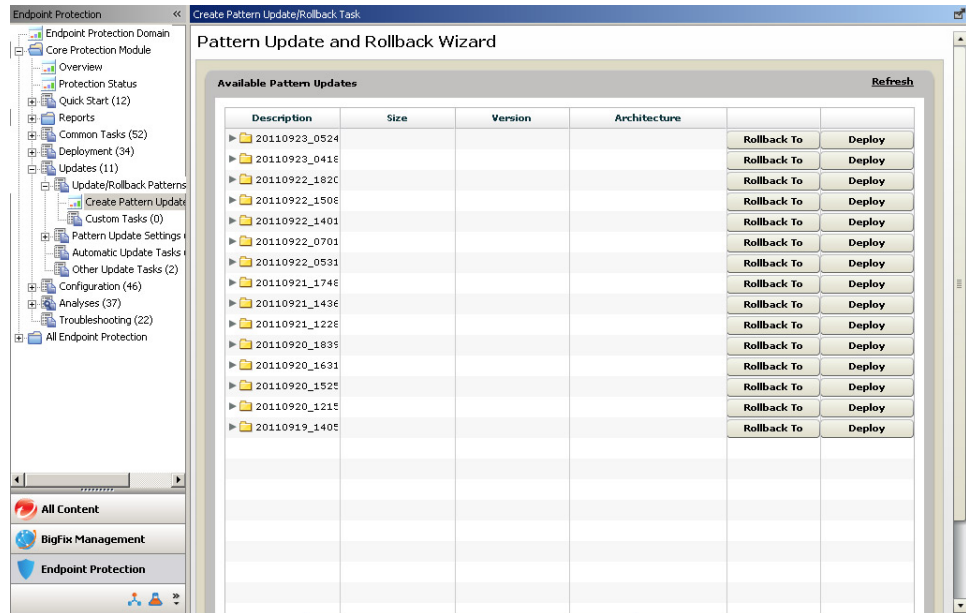 Endpoint Protection «
Create Pattern Update/Rollback Task
Endpoint Protection Domain
Core Protection Module
Overview
Protection Status
Quick Start (12)
Reports
Common Tasks (52)
Deployment (34)
Updates (11)
Update/Rollback Patterns
Create Pattern Update
Custom Tasks (0)
Pattern Update Settings
Automatic Update Tasks
Other Update Tasks (2)
Configuration (46)
Analyses (37)
Troubleshooting (22)
All Endpoint Protection
All Content
BigFix Management
Endpoint Protection
Pattern Update and Rollback Wizard
Available Pattern Updates Refresh
Description Size Version Architecture
20110923_0524 Rollback To Deploy
20110923_0418 Rollback To Deploy
20110922_1820 Rollback To Deploy
20110922_1508 Rollback To Deploy
20110922_1401 Rollback To Deploy
20110922_0701 Rollback To Deploy
20110922_0531 Rollback To Deploy
20110921_1748 Rollback To Deploy
20110921_1436 Rollback To Deploy
20110921_1228 Rollback To Deploy
20110920_1839 Rollback To Deploy
20110920_1631 Rollback To Deploy
20110920_1525 Rollback To Deploy
20110920_1215 Rollback To Deploy
20110919_1405 Rollback To Deploy